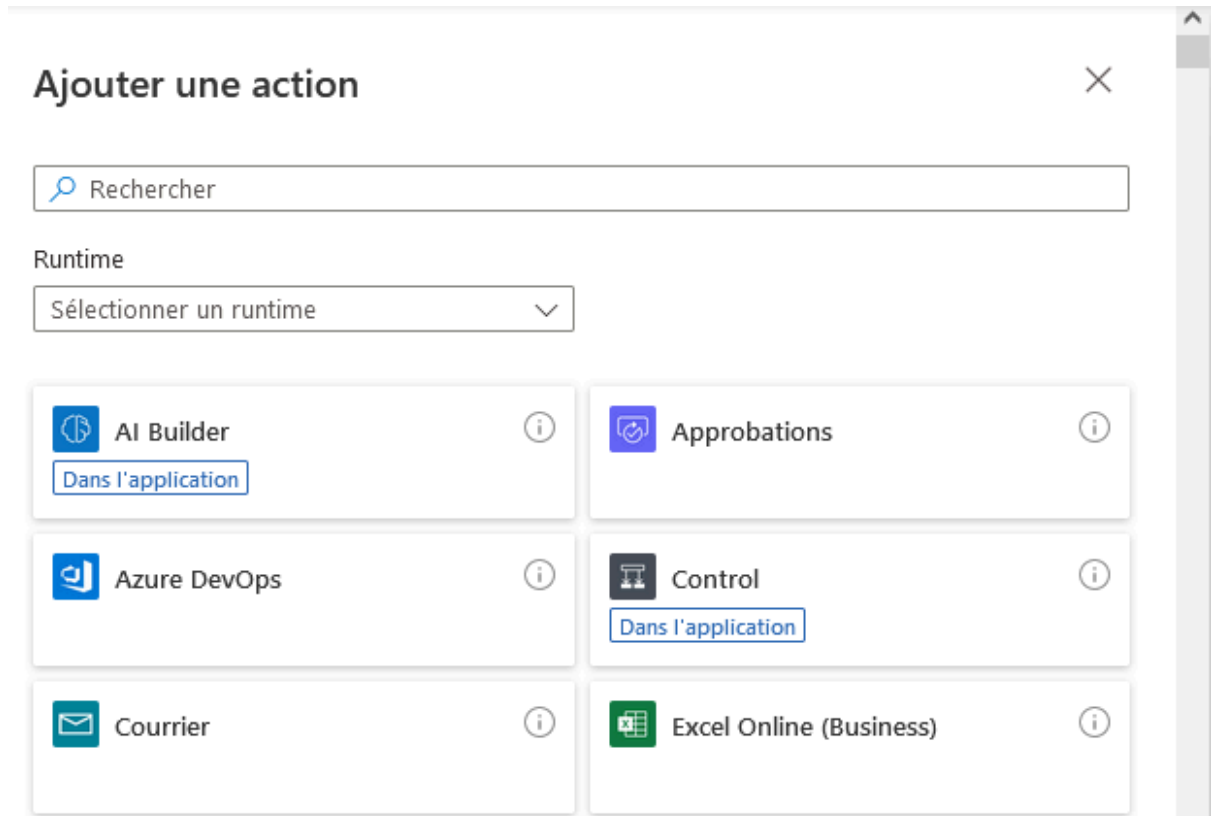 Ajouter une action
Rechercher
Runtime
Sélectionner un runtime
AI Builder
Dans l'application
Approbations
Azure DevOps
Control
Dans l'application
Courrier
Excel Online (Business)